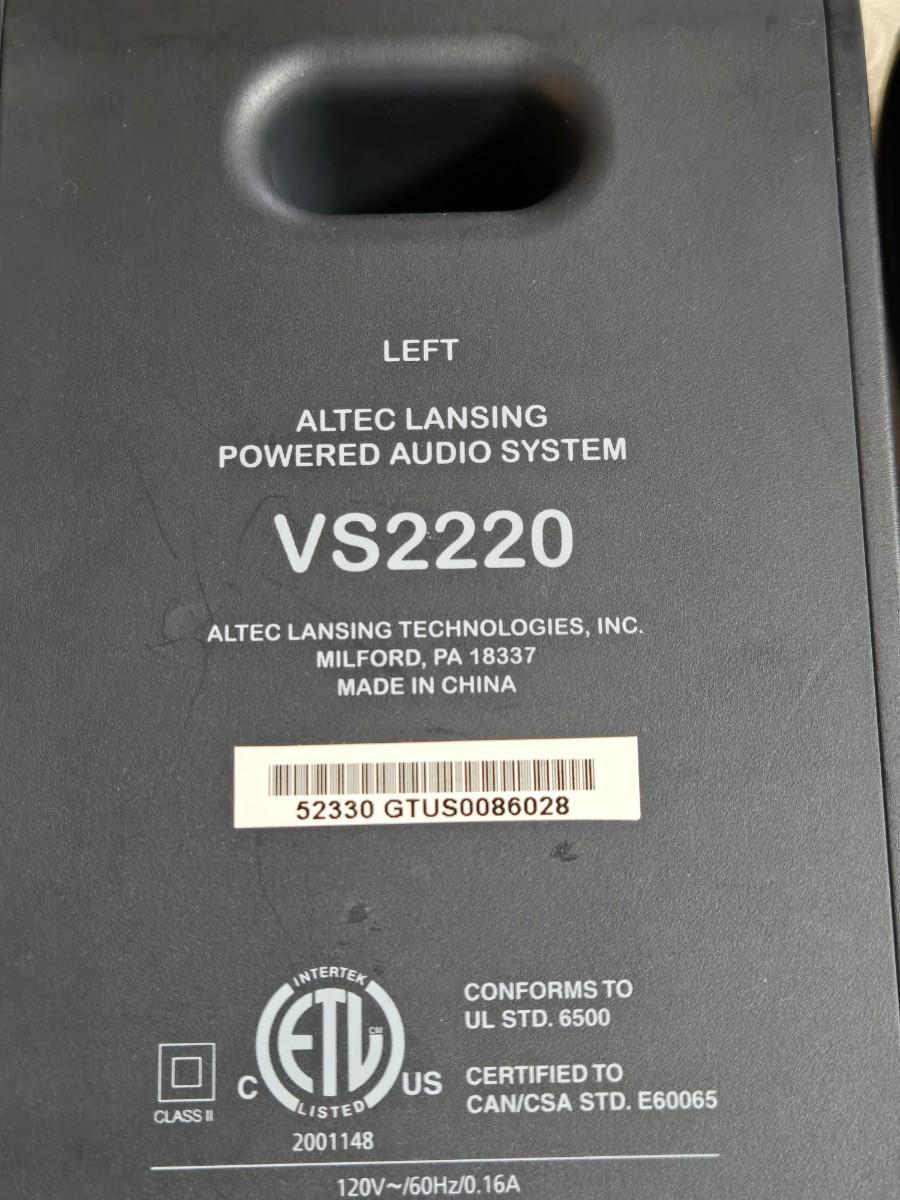 LEFT
ALTEC LANSING
POWERED AUDIO SYSTEM
VS2220
ALTEC LANSING TECHNOLOGIES, INC.
MILFORD, PA 18337
MADE IN CHINA
52330 GTUS0086028
INTERTEK
ETL CM
C US
LISTED
2001148
CLASS II
CONFORMS TO
UL STD. 6500
CERTIFIED TO
CAN/CSA STD. E60065
120V~/60Hz/0.16A